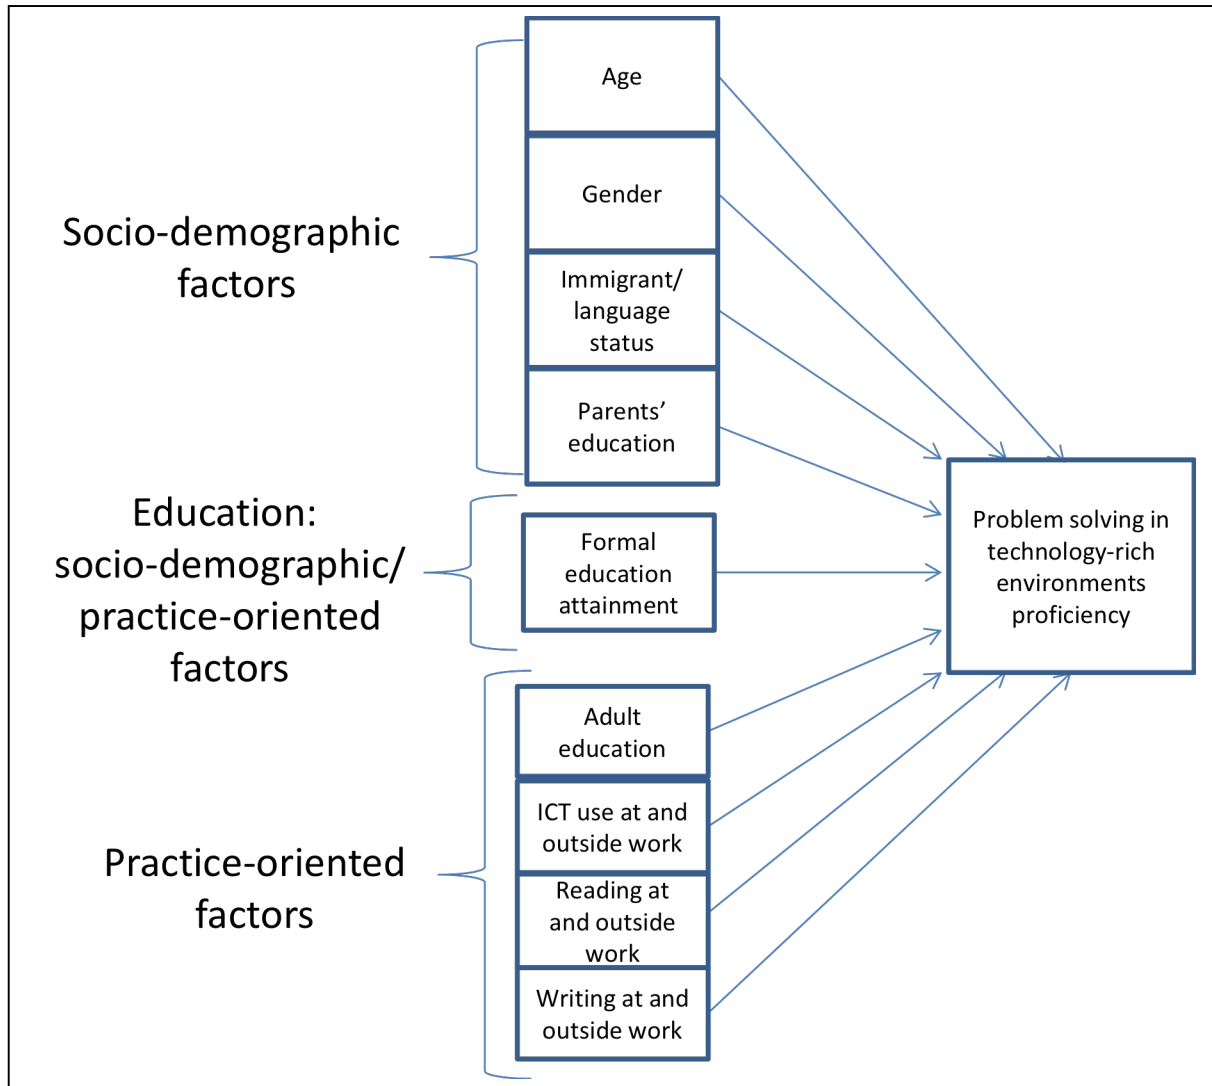 Socio-demographic
factors
Age
Gender
Immigrant/
language
status
Parents’
education
Education:
socio-demographic/
practice-oriented
factors
Formal
education
attainment
Practice-oriented
factors
Adult
education
ICT use at and
outside work
Reading at
and outside
work
Writing at and
outside work
Problem solving in
technology-rich
environments
proficiency